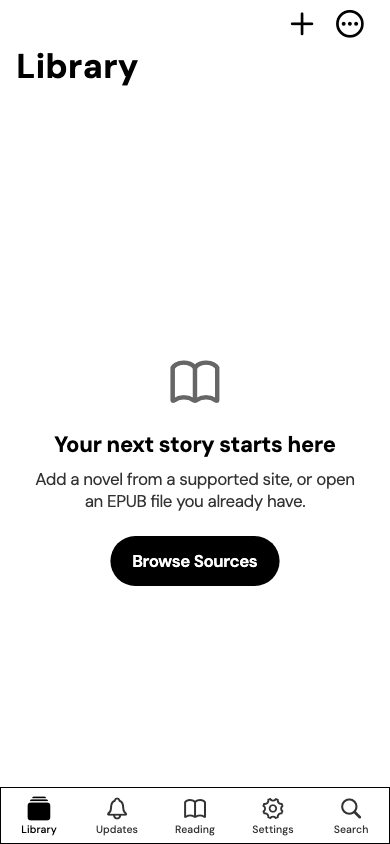 Library
Your next story starts here
Add a novel from a supported site, or open
an EPUB file you already have.
Browse Sources
Library
Updates
Reading
Settings
Search